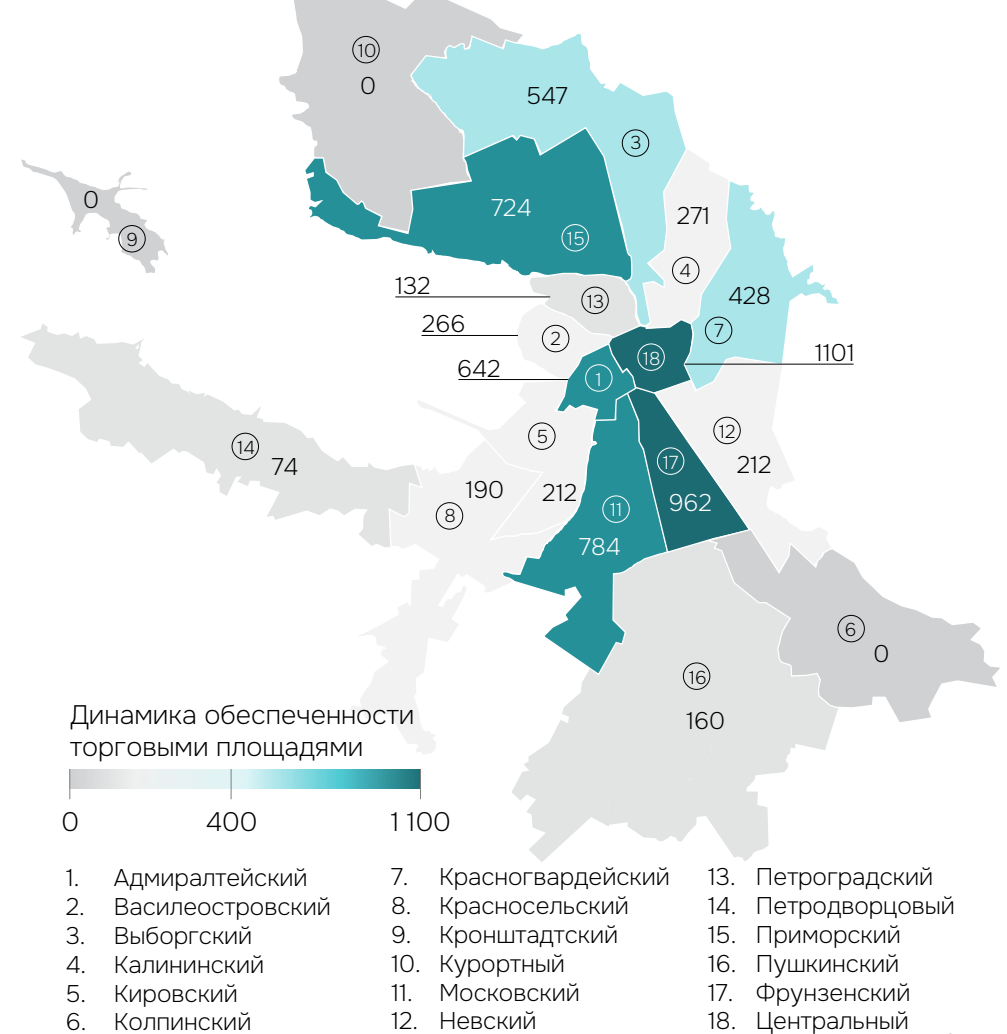 10
0
547
3
724
15
271
4
0
9
132
13
428
7
266
2
18
1101
642
1
5
12
14
74
17
212
190
212
962
8
11
784
6
0
16
160
Динамика обеспеченности
торговыми площадями
0
400
1100
1. Адмиралтейский
2. Василеостровский
3. Выборгский
4. Калининский
5. Кировский
6. Колпинский
7. Красногвардейский
8. Красносельский
9. Кронштадтский
10. Курортный
11. Московский
12. Невский
13. Петроградский
14. Петродворцовый
15. Приморский
16. Пушкинский
17. Фрунзенский
18. Центральный